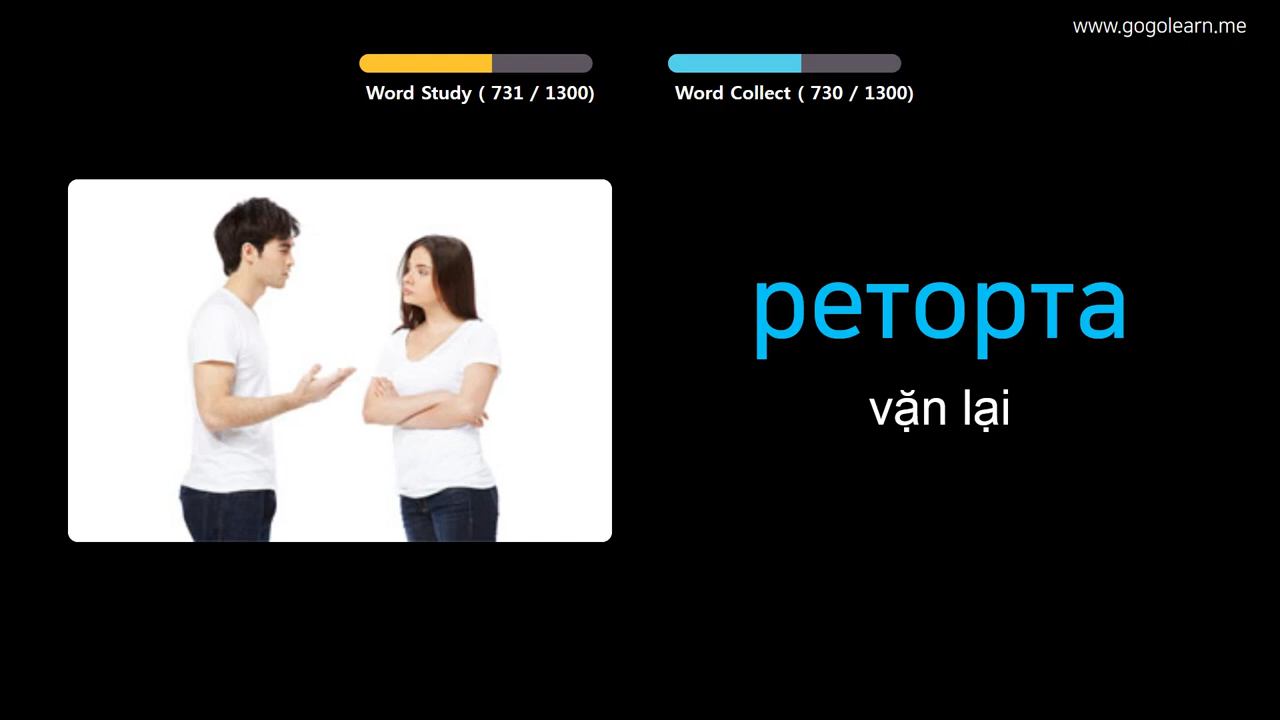 www.gogolearn.me
Word Study ( 731 / 1300)
Word Collect ( 730 / 1300)
реторта
vặn lại